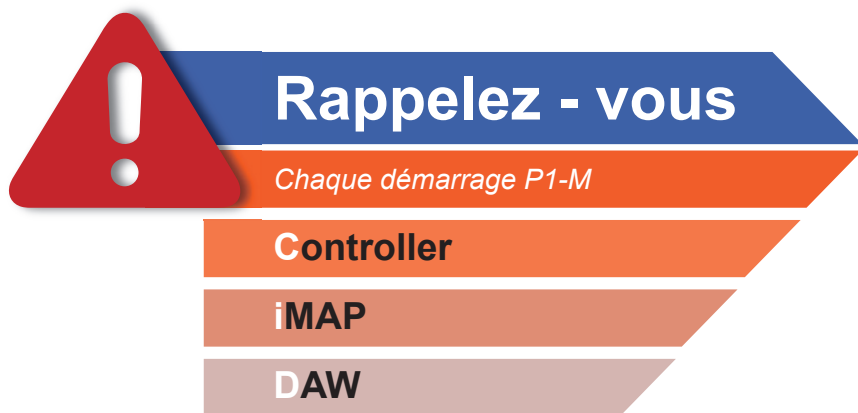 Rappelez - vous
Chaque démarrage P1-M
Controller
iMAP
DAW